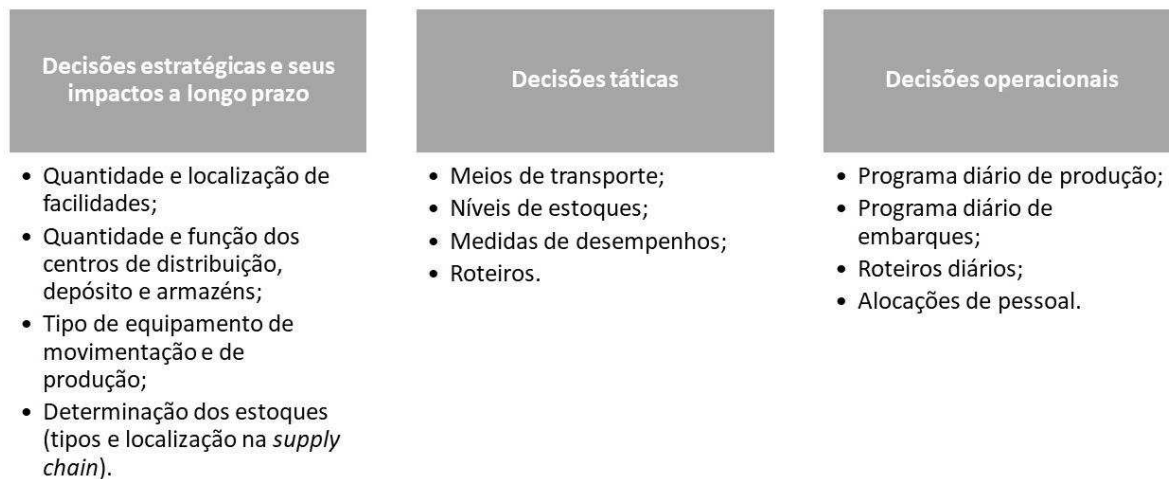 Decisões estratégicas e seus
impactos a longo prazo
• Quantidade e localização de
facilidades;
• Quantidade e função dos
centros de distribuição,
depósito e armazéns;
• Tipo de equipamento de
movimentação e de
produção;
• Determinação dos estoques
(tipos e localização na supply
chain).
Decisões táticas
• Meios de transporte;
• Níveis de estoques;
• Medidas de desempenhos;
• Roteiros.
Decisões operacionais
• Programa diário de produção;
• Programa diário de
embarques;
• Roteiros diários;
• Alocações de pessoal.